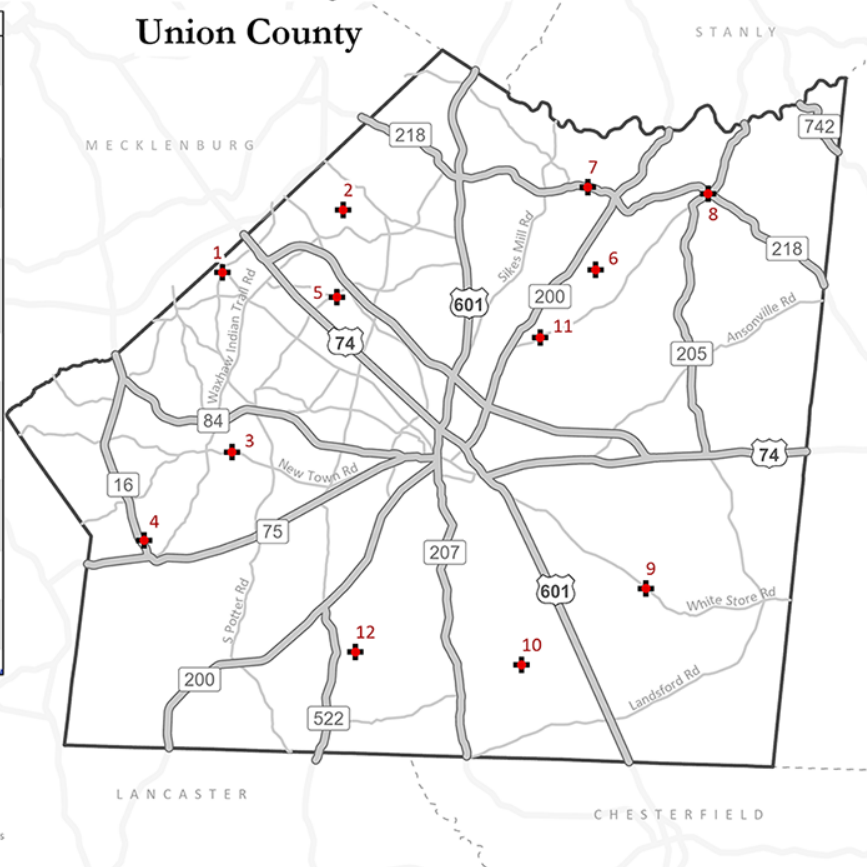 Union County
STANLY
MECKLENBURG
742
218
7
2
8
218
1
6
Sikes Mill Rd
5
200
601
Ansonville Rd
Waxhaw Indian Trail Rd
11
74
205
84
3
74
New Town Rd
16
4
75
207
9
601
White Store Rd
S Potter Rd
12
10
200
Landsford Rd
522
LANCASTER
CHESTERFIELD
s